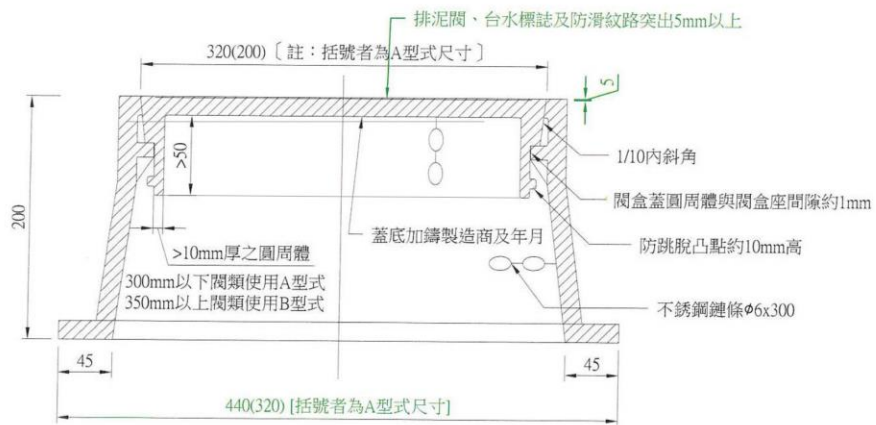 排泥閥、台水標誌及防滑紋路突出5mm以上
320(200)〔註：括號者為A型式尺寸〕
5
200
>50
1/10內斜角
閥盒蓋圓周體與閥盒座間隙約1mm
蓋底加鑄製造商及年月
防跳脫凸點約10mm高
>10mm厚之圓周體
300mm以下閥類使用A型式
350mm以上閥類使用B型式
不銹鋼鏈條φ6x300
45
45
440(320) [括號者為A型式尺寸]